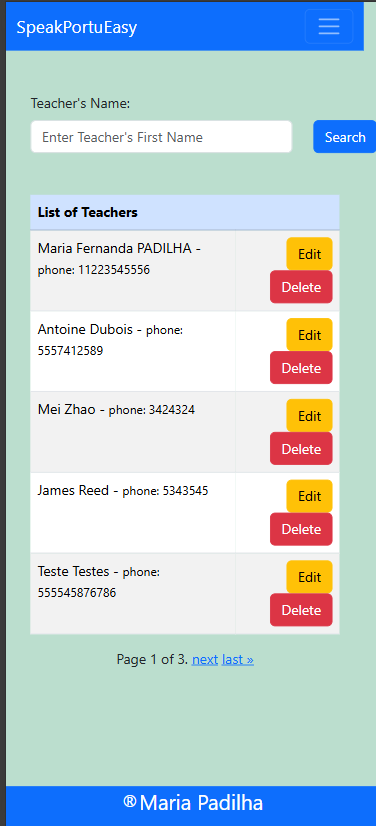 SpeakPortuEasy
Teacher's Name:
Enter Teacher's First Name
Search
List of Teachers
Maria Fernanda PADILHA -
phone: 11223545556
Edit
Delete
Antoine Dubois - phone:
5557412589
Edit
Delete
Mei Zhao - phone: 3424324
Edit
Delete
James Reed - phone: 5343545
Edit
Delete
Teste Testes - phone:
555545876786
Edit
Delete
Page 1 of 3. next last »
®Maria Padilha